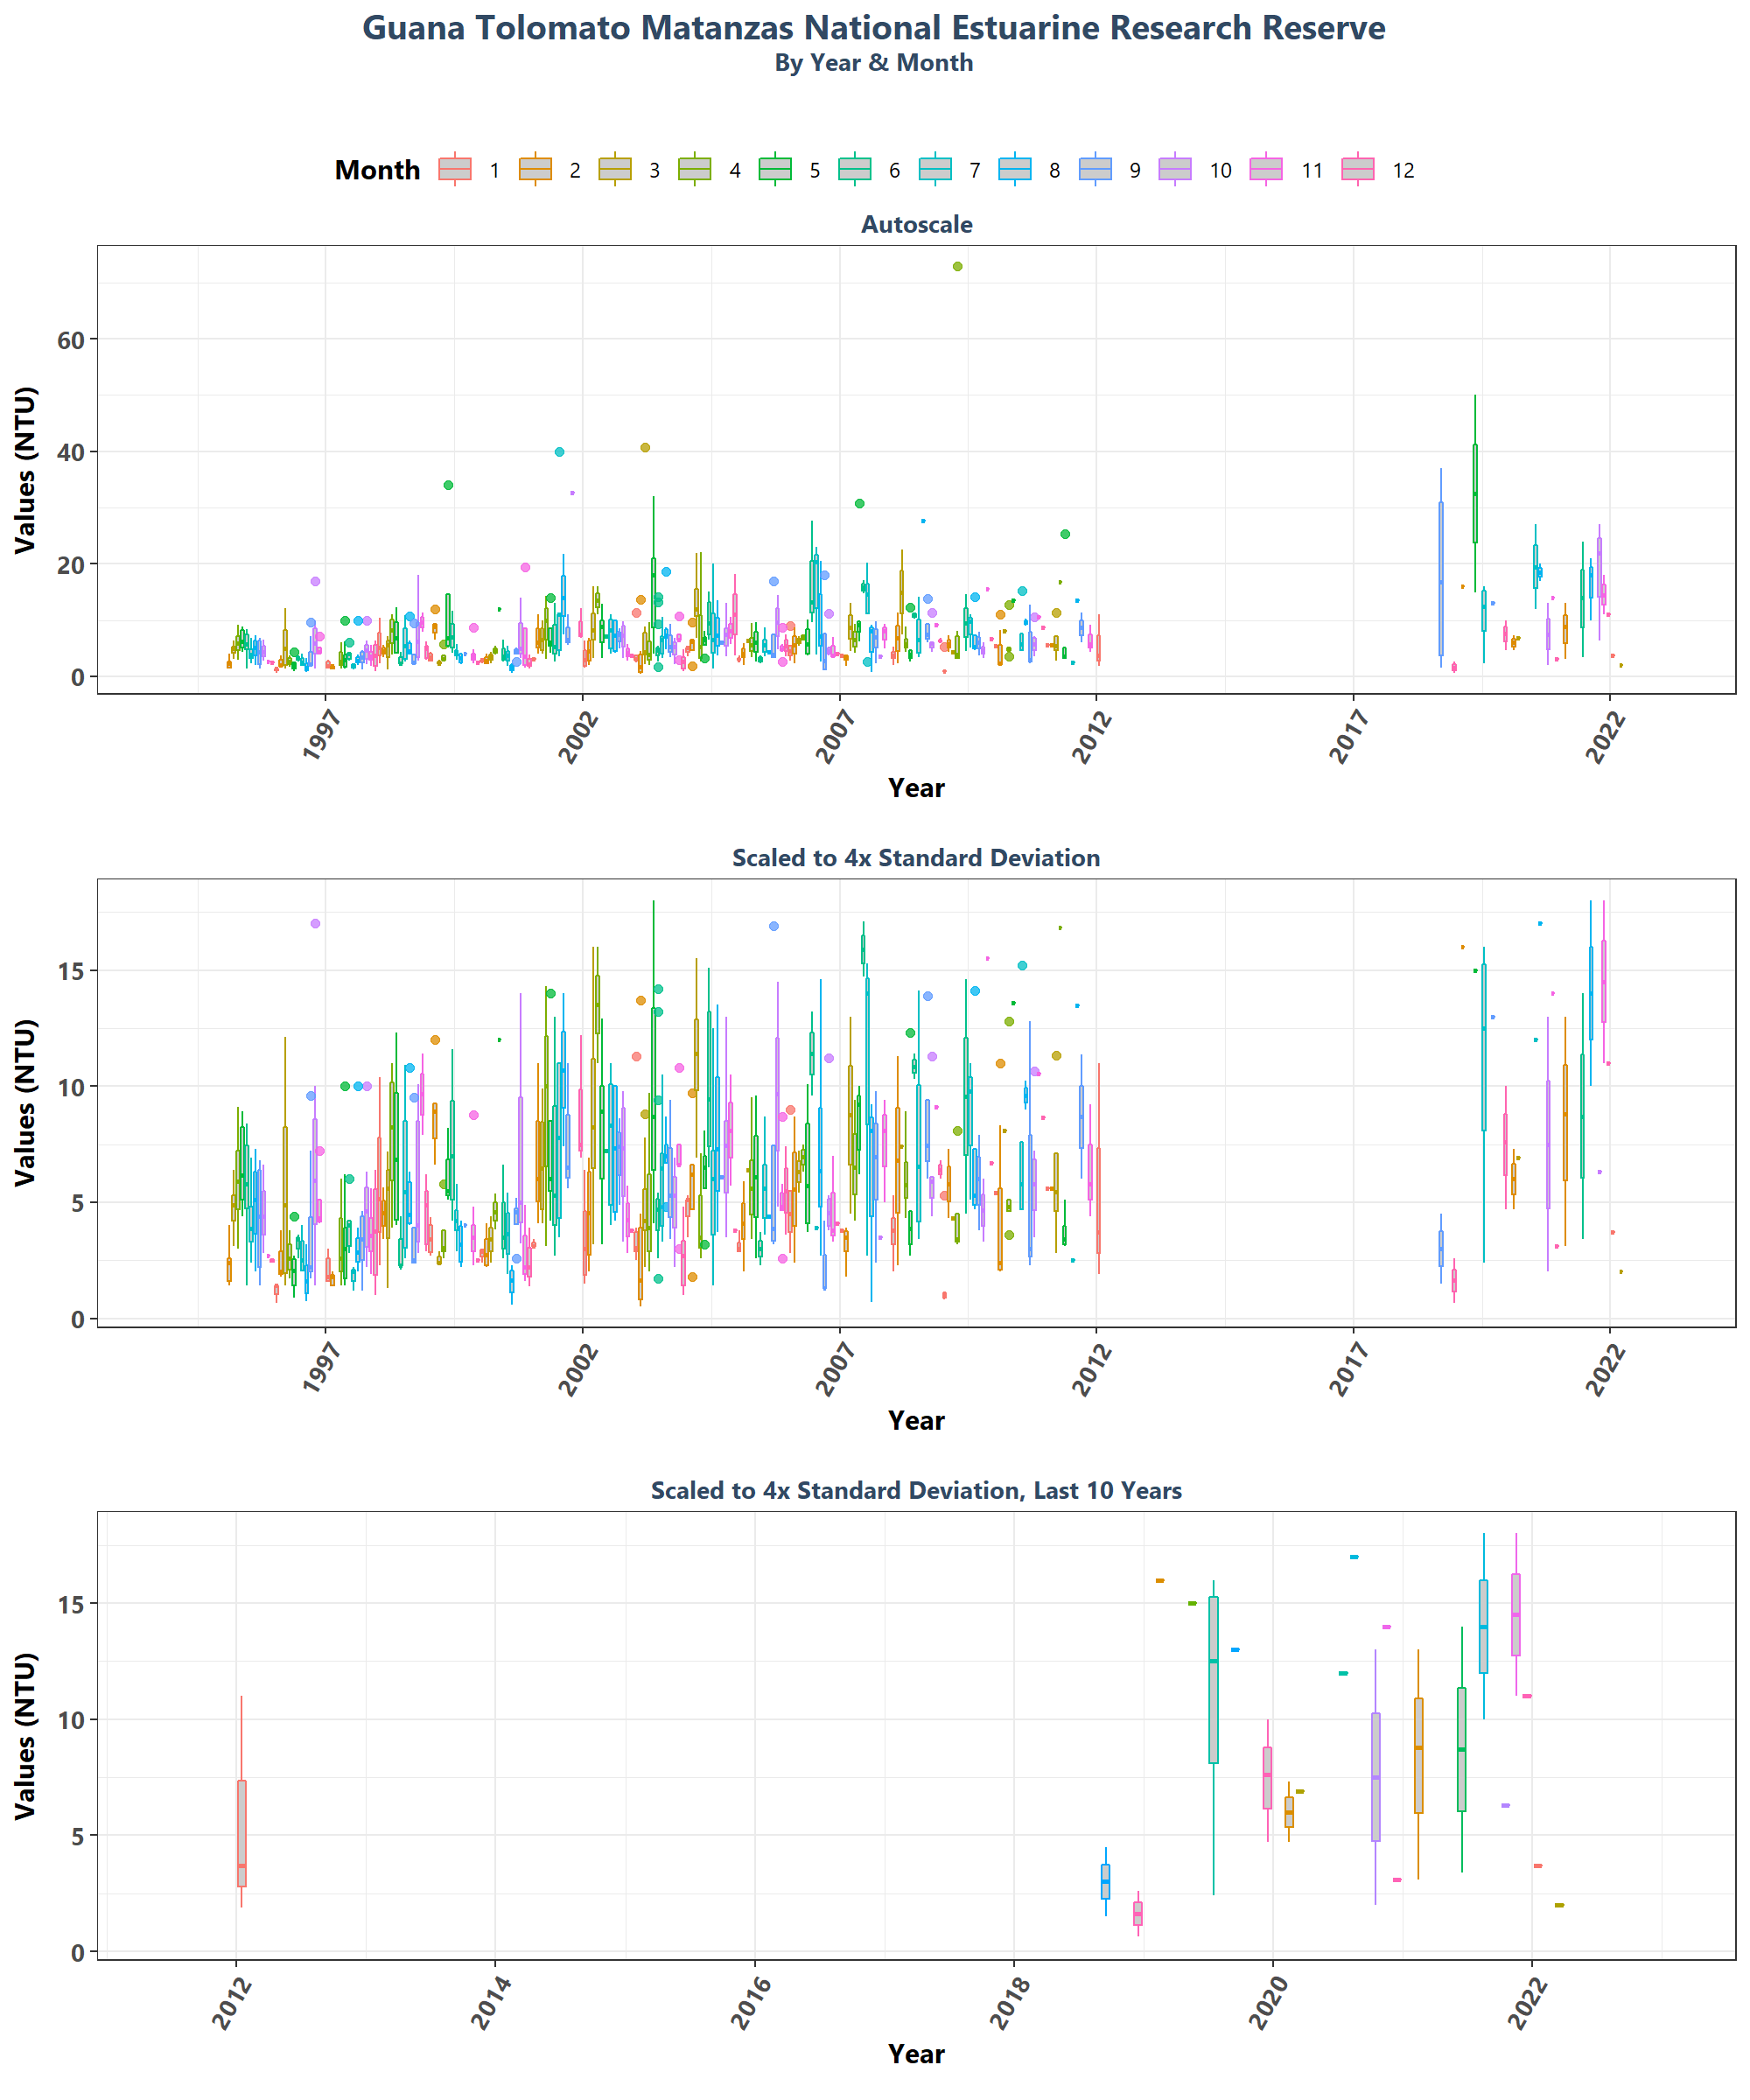 Guana Tolomato Matanzas National Estuarine Research Reserve
By Year & Month
Month 1 2 3 4 5 6 7 8 9 10 11 12
Autoscale
Values (NTU)
60
40
20
0
1997 2002 2007 2012 2017 2022
Year
Scaled to 4x Standard Deviation
Values (NTU)
15
10
5
0
1997 2002 2007 2012 2017 2022
Year
Scaled to 4x Standard Deviation, Last 10 Years
Values (NTU)
15
10
5
0
2012 2014 2016 2018 2020 2022
Year